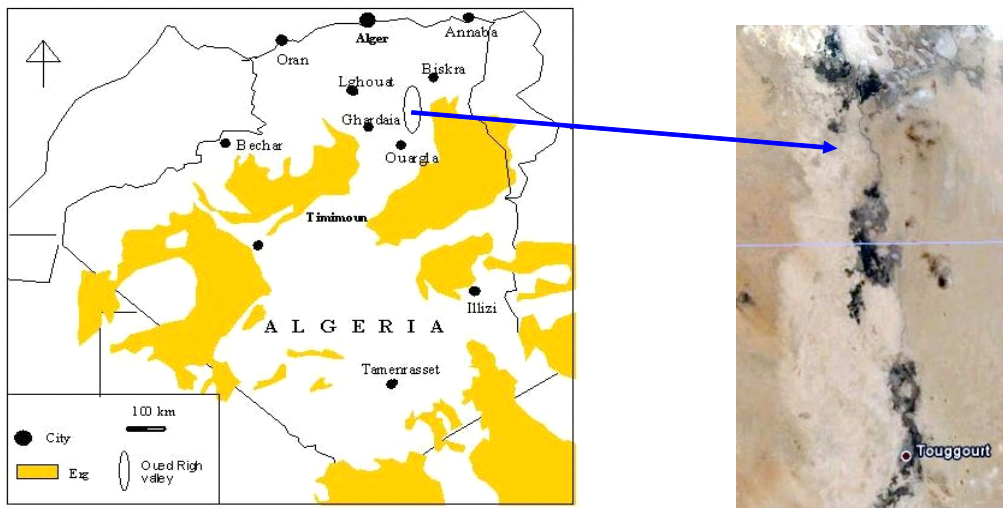 Alger
Annaba
Oran
Biskra
Lghouat
Ghardaia
Bechar
Ouargla
Timimoun
Illizi
ALGERIA
Tamenrasset
100 km
City
Erg
Oued Righ
valley
Touggourt